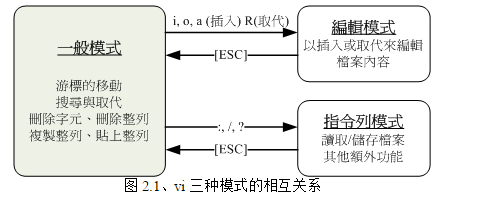 一般模式
游標的移動
搜尋與取代
刪除字元、刪除整列
複製整列、貼上整列
i, o, a (插入) R(取代)
[ESC]
編輯模式
以插入或取代來編輯
檔案內容
:, /, ?
[ESC]
指令列模式
讀取/儲存檔案
其他額外功能
图 2.1、vi 三种模式的相互关系